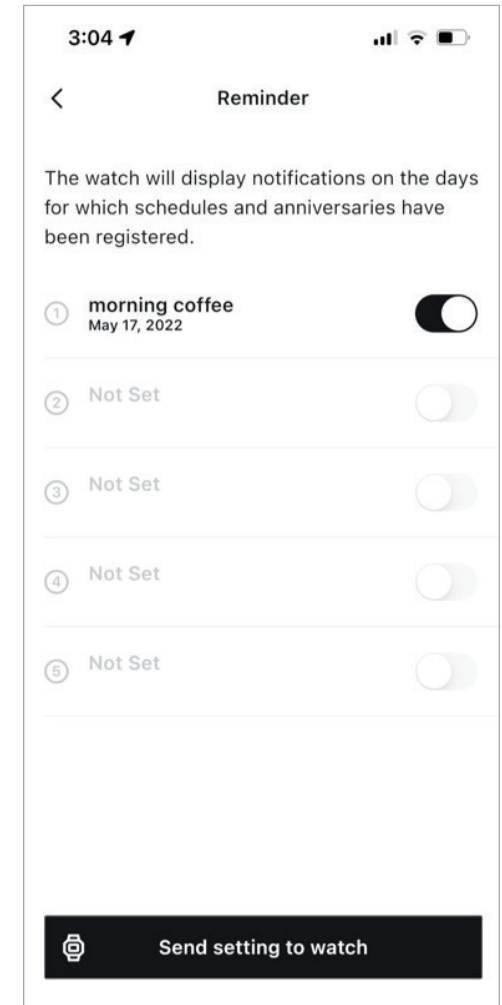 3:04
Reminder
The watch will display notifications on the days
for which schedules and anniversaries have
been registered.
1 morning coffee
May 17, 2022
2 Not Set
3 Not Set
4 Not Set
5 Not Set
Send setting to watch